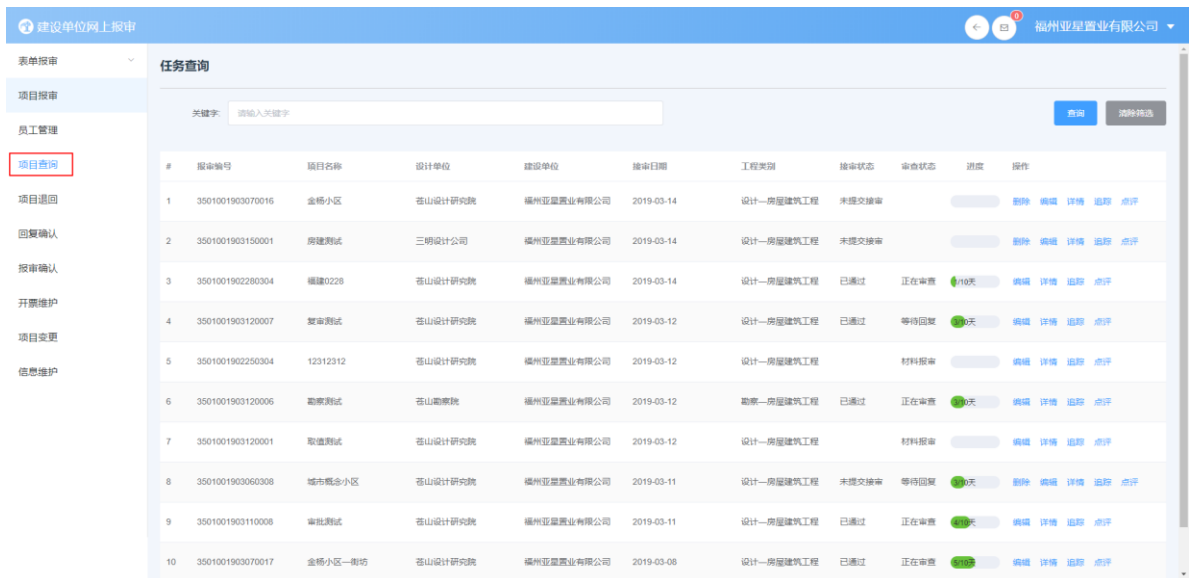 建设单位网上报审 0 福州亚星置业有限公司
表单报审
项目报审
员工管理
项目查询
项目退回
回复确认
报审确认
开票维护
项目变更
信息维护
任务查询
关键字: 请输入关键字 查询 清除筛选
# 报审编号 项目名称 设计单位 建设单位 接审日期 工程类别 接审状态 审查状态 进度 操作
1 3501001903070016 金杨小区 苍山设计研究院 福州亚星置业有限公司 2019-03-14 设计—房屋建筑工程 未提交接审 删除 编辑 详情 追踪 点评
2 3501001903150001 房建测试 三明设计公司 福州亚星置业有限公司 2019-03-14 设计—房屋建筑工程 未提交接审 删除 编辑 详情 追踪 点评
3 3501001902280304 福建0228 苍山设计研究院 福州亚星置业有限公司 2019-03-14 设计—房屋建筑工程 已通过 正在审查 1/10天 编辑 详情 追踪 点评
4 3501001903120007 复审测试 苍山设计研究院 福州亚星置业有限公司 2019-03-12 设计—房屋建筑工程 已通过 等待回复 3/10天 编辑 详情 追踪 点评
5 3501001902250304 12312312 苍山设计研究院 福州亚星置业有限公司 2019-03-12 设计—房屋建筑工程 材料报审 编辑 详情 追踪 点评
6 3501001903120006 勘察测试 苍山勘察院 福州亚星置业有限公司 2019-03-12 勘察—房屋建筑工程 已通过 正在审查 3/10天 编辑 详情 追踪 点评
7 3501001903120001 取值测试 苍山设计研究院 福州亚星置业有限公司 2019-03-12 设计—房屋建筑工程 材料报审 编辑 详情 追踪 点评
8 3501001903060308 城市概念小区 苍山设计研究院 福州亚星置业有限公司 2019-03-11 设计—房屋建筑工程 未提交接审 等待回复 3/10天 删除 编辑 详情 追踪 点评
9 3501001903110008 审批测试 苍山设计研究院 福州亚星置业有限公司 2019-03-11 设计—房屋建筑工程 已通过 正在审查 4/10天 编辑 详情 追踪 点评
10 3501001903070017 金杨小区—街坊 苍山设计研究院 福州亚星置业有限公司 2019-03-08 设计—房屋建筑工程 已通过 正在审查 5/10天 编辑 详情 追踪 点评